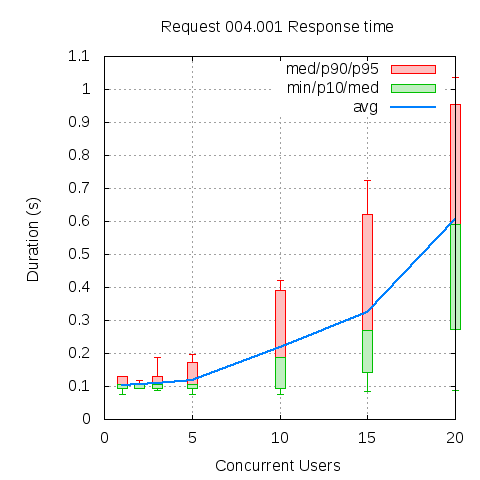 Request 004.001 Response time
1.1
1
0.9
0.8
0.7
0.6
0.5
0.4
0.3
0.2
0.1
0
Duration (s)
med/p90/p95
min/p10/med
avg
0 5 10 15 20
Concurrent Users